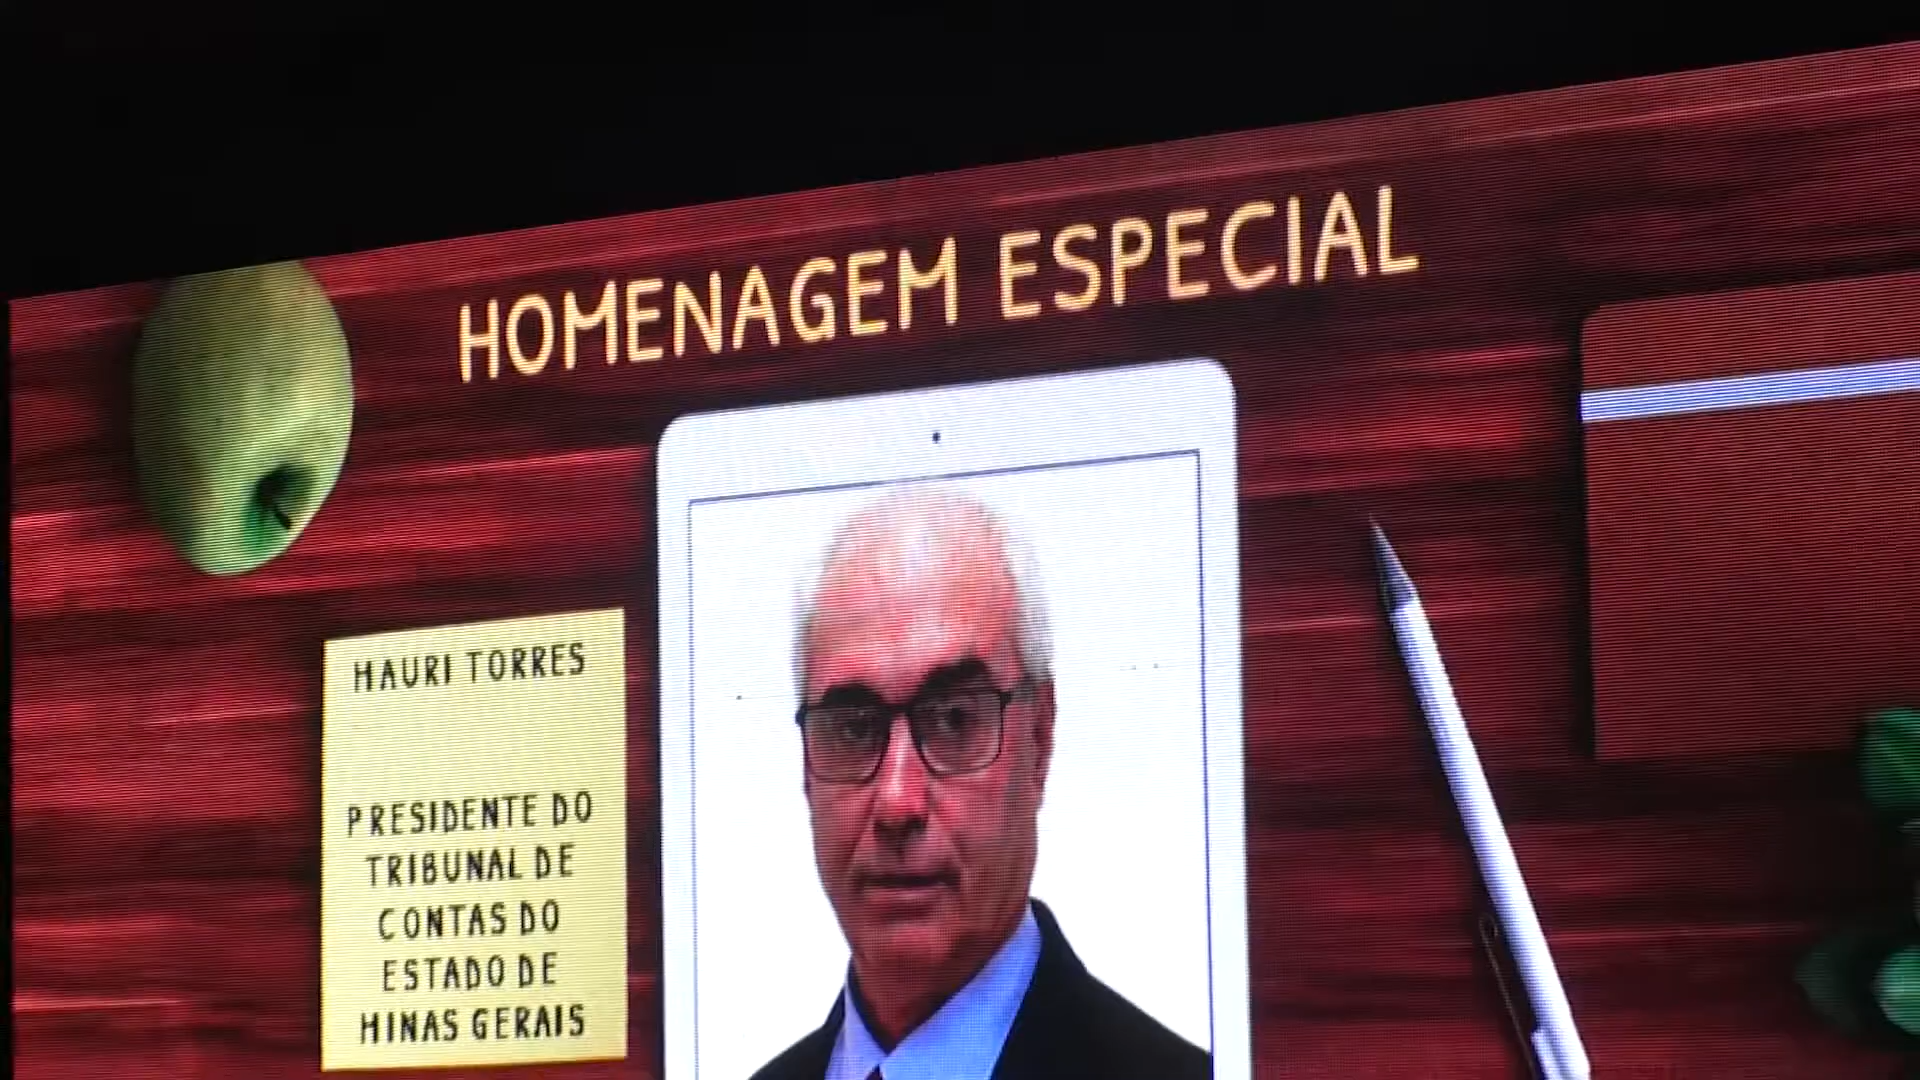 HOMENAGEM ESPECIAL
MAURI TORRES
PRESIDENTE DO
TRIBUNAL DE
CONTAS DO
ESTADO DE
MINAS GERAIS